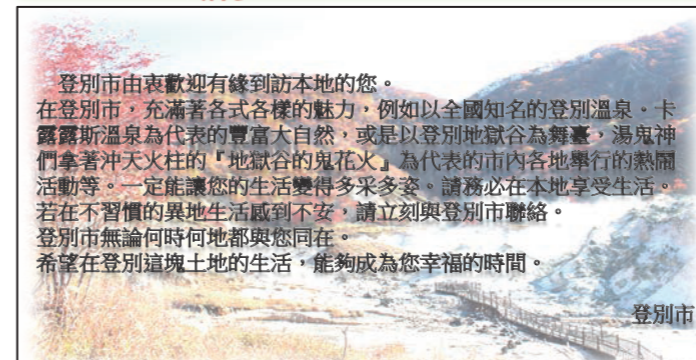 登別市由衷歡迎有緣到訪本地的您。
在登別市，充滿著各式各樣的魅力，例如以全國知名的登別溫泉・卡
露露斯溫泉為代表的豐富大自然，或是以登別地獄谷為舞臺，湯鬼神
們拿著沖天火柱的『地獄谷的鬼花火』為代表的市內各地舉行的熱鬧
活動等。一定能讓您的生活變得多采多姿。請務必在本地享受生活。
若在不習慣的異地生活感到不安，請立刻與登別市聯絡。
登別市無論何時何地都與您同在。
希望在登別這塊土地的生活，能夠成為您幸福的時間。
登別市